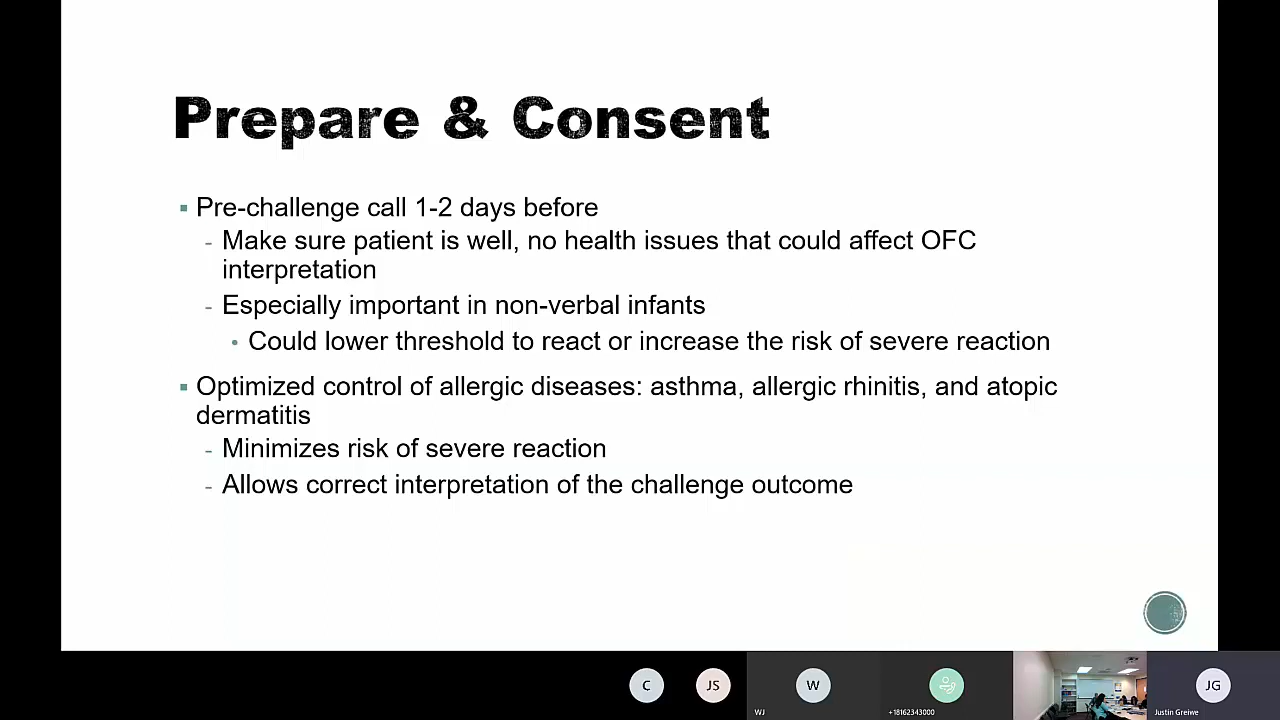 Prepare & Consent
▪ Pre-challenge call 1-2 days before
- Make sure patient is well, no health issues that could affect OFC
interpretation
- Especially important in non-verbal infants
• Could lower threshold to react or increase the risk of severe reaction
▪ Optimized control of allergic diseases: asthma, allergic rhinitis, and atopic
dermatitis
- Minimizes risk of severe reaction
- Allows correct interpretation of the challenge outcome
C
JS
W
JG
WJ
+18162343000
Justin Greiwe